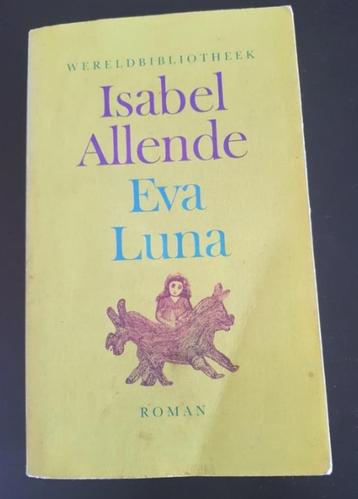 WERELDBIBLIOTHEEK
Isabel
Allende
Eva
Luna
ROMAN